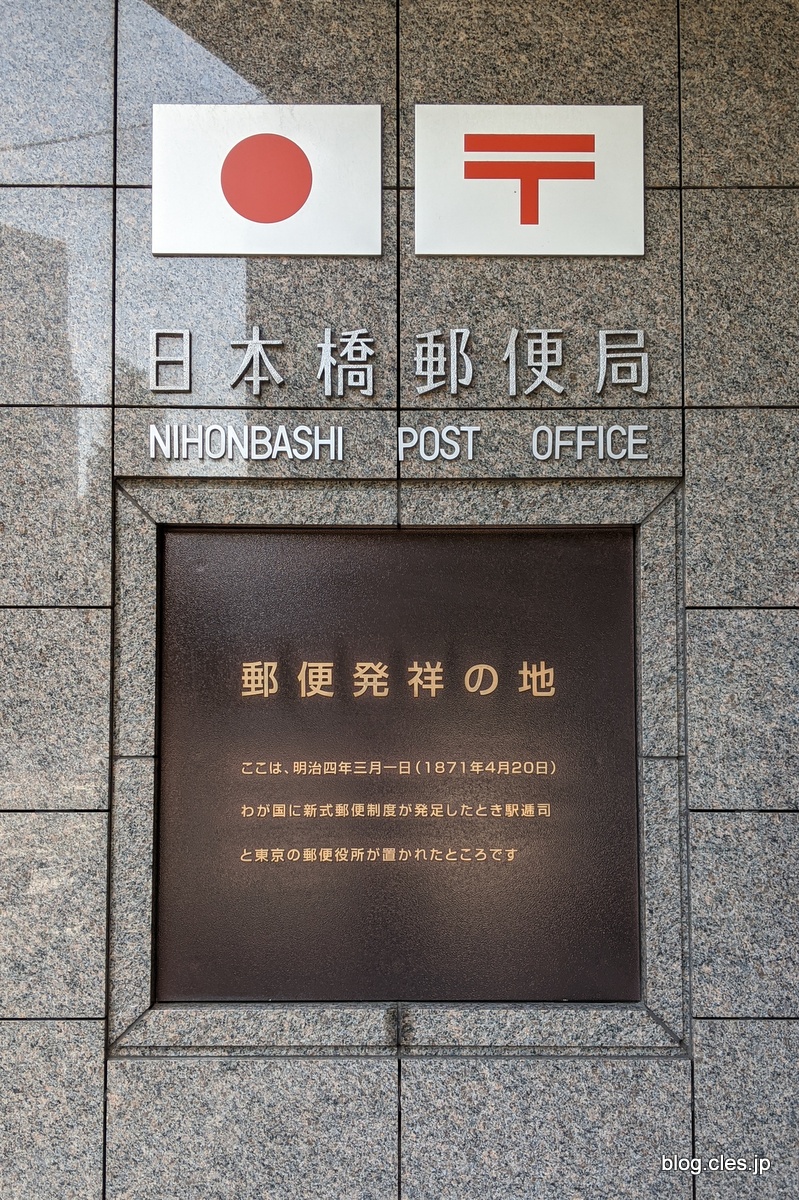 〒
日本橋郵便局
NIHONBASHI POST OFFICE
郵便発祥の地
ここは、明治四年三月一日(1871年4月20日)
わが国に新式郵便制度が発足したとき駅逓司
と東京の郵便役所が置かれたところです
blog.cles.jp